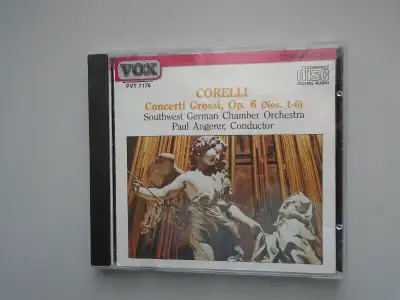 VOX
PVT 7176
COMPACT
disc
DIGITAL AUDIO
CORELLI
Concerti Grossi, Op. 6 (Nos. 1-6)
Southwest German Chamber Orchestra
Paul Angerer, Conductor